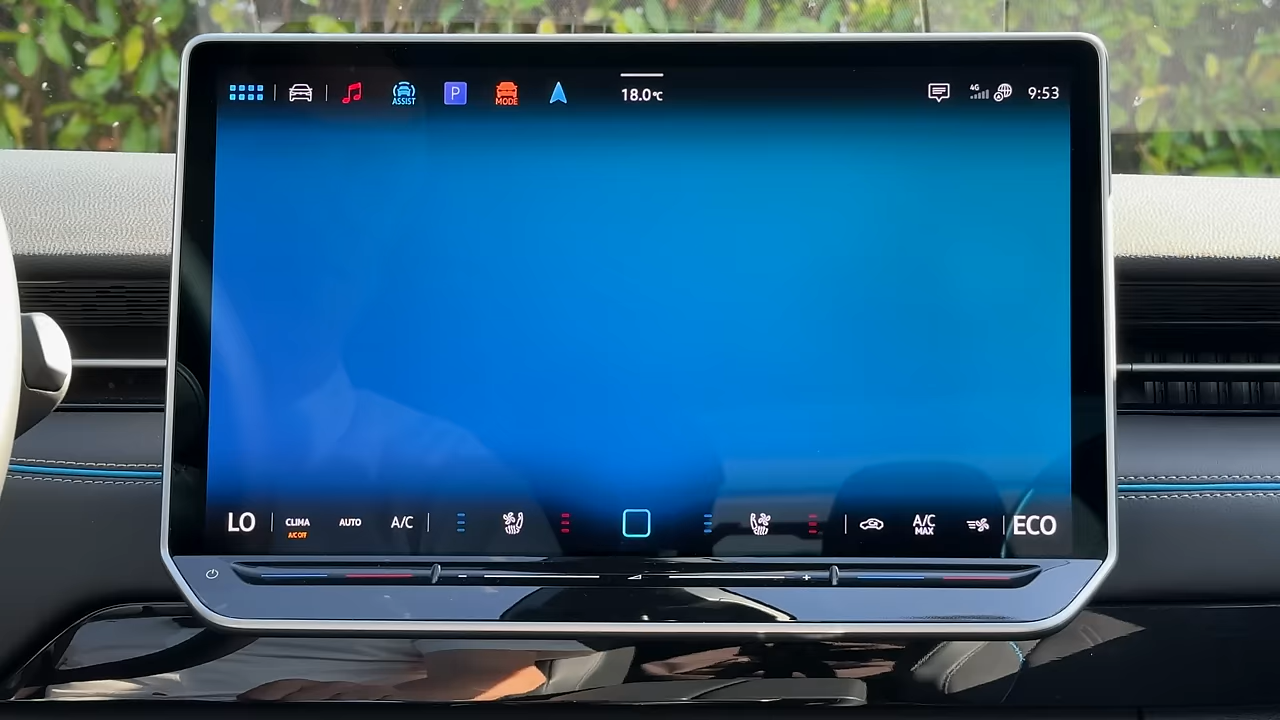 ASSIST
P
MODE
18.0°C
4G
9:53
LO
CLIMA
A/C OFF
AUTO
A/C
A/C
MAX
ECO